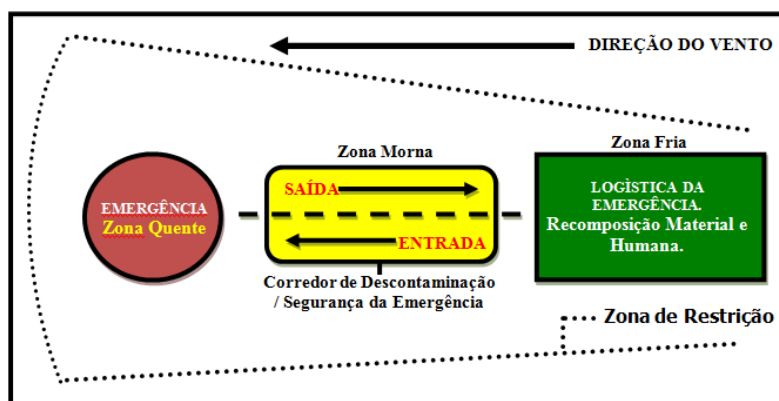 DIREÇÃO DO VENTO
Zona Morna
Zona Fria
EMERGÊNCIA
Zona Quente
SAÍDA
ENTRADA
LOGÌSTICA DA
EMERGÊNCIA.
Recomposição Material e
Humana.
Corredor de Descontaminação
/ Segurança da Emergência
Zona de Restrição